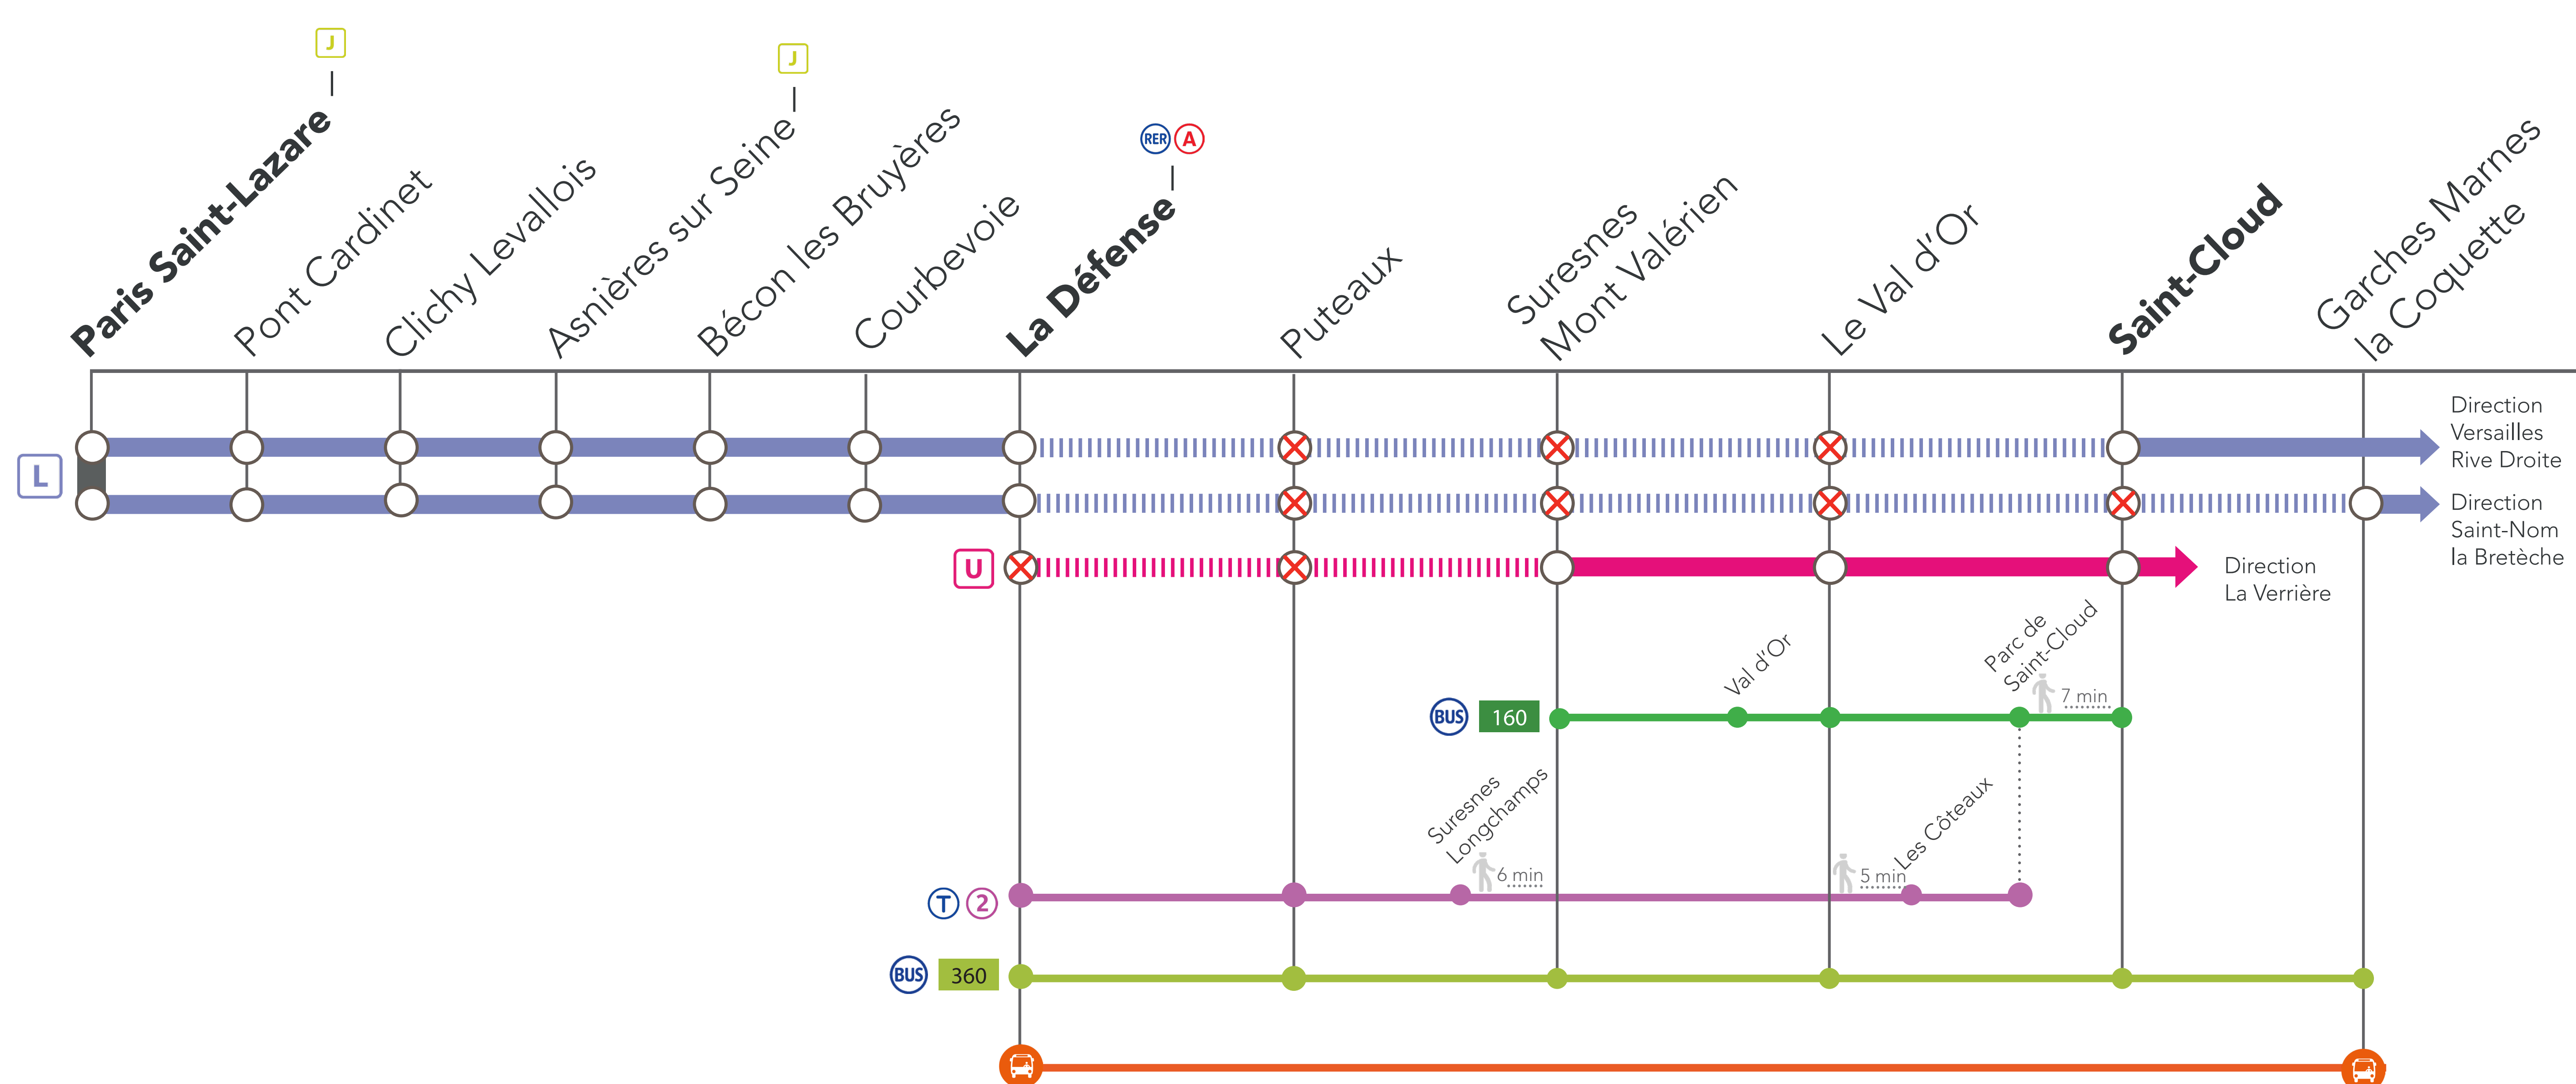 J
J
RER A
Paris Saint-Lazare
Pont Cardinet
Clichy Levallois
Asnières sur Seine
Bécon les Bruyères
Courbevoie
La Défense
Puteaux
Suresnes
Mont Valérien
Le Val d'Or
Saint-Cloud
Garches Marnes
la Coquette
L
Direction
Versailles
Rive Droite
Direction
Saint-Nom
la Bretèche
U
Direction
La Verrière
BUS 160
Val d'Or
Parc de
Saint-Cloud
7 min
T 2
Suresnes
Longchamps
6 min
5 min
Les Côteaux
BUS 360